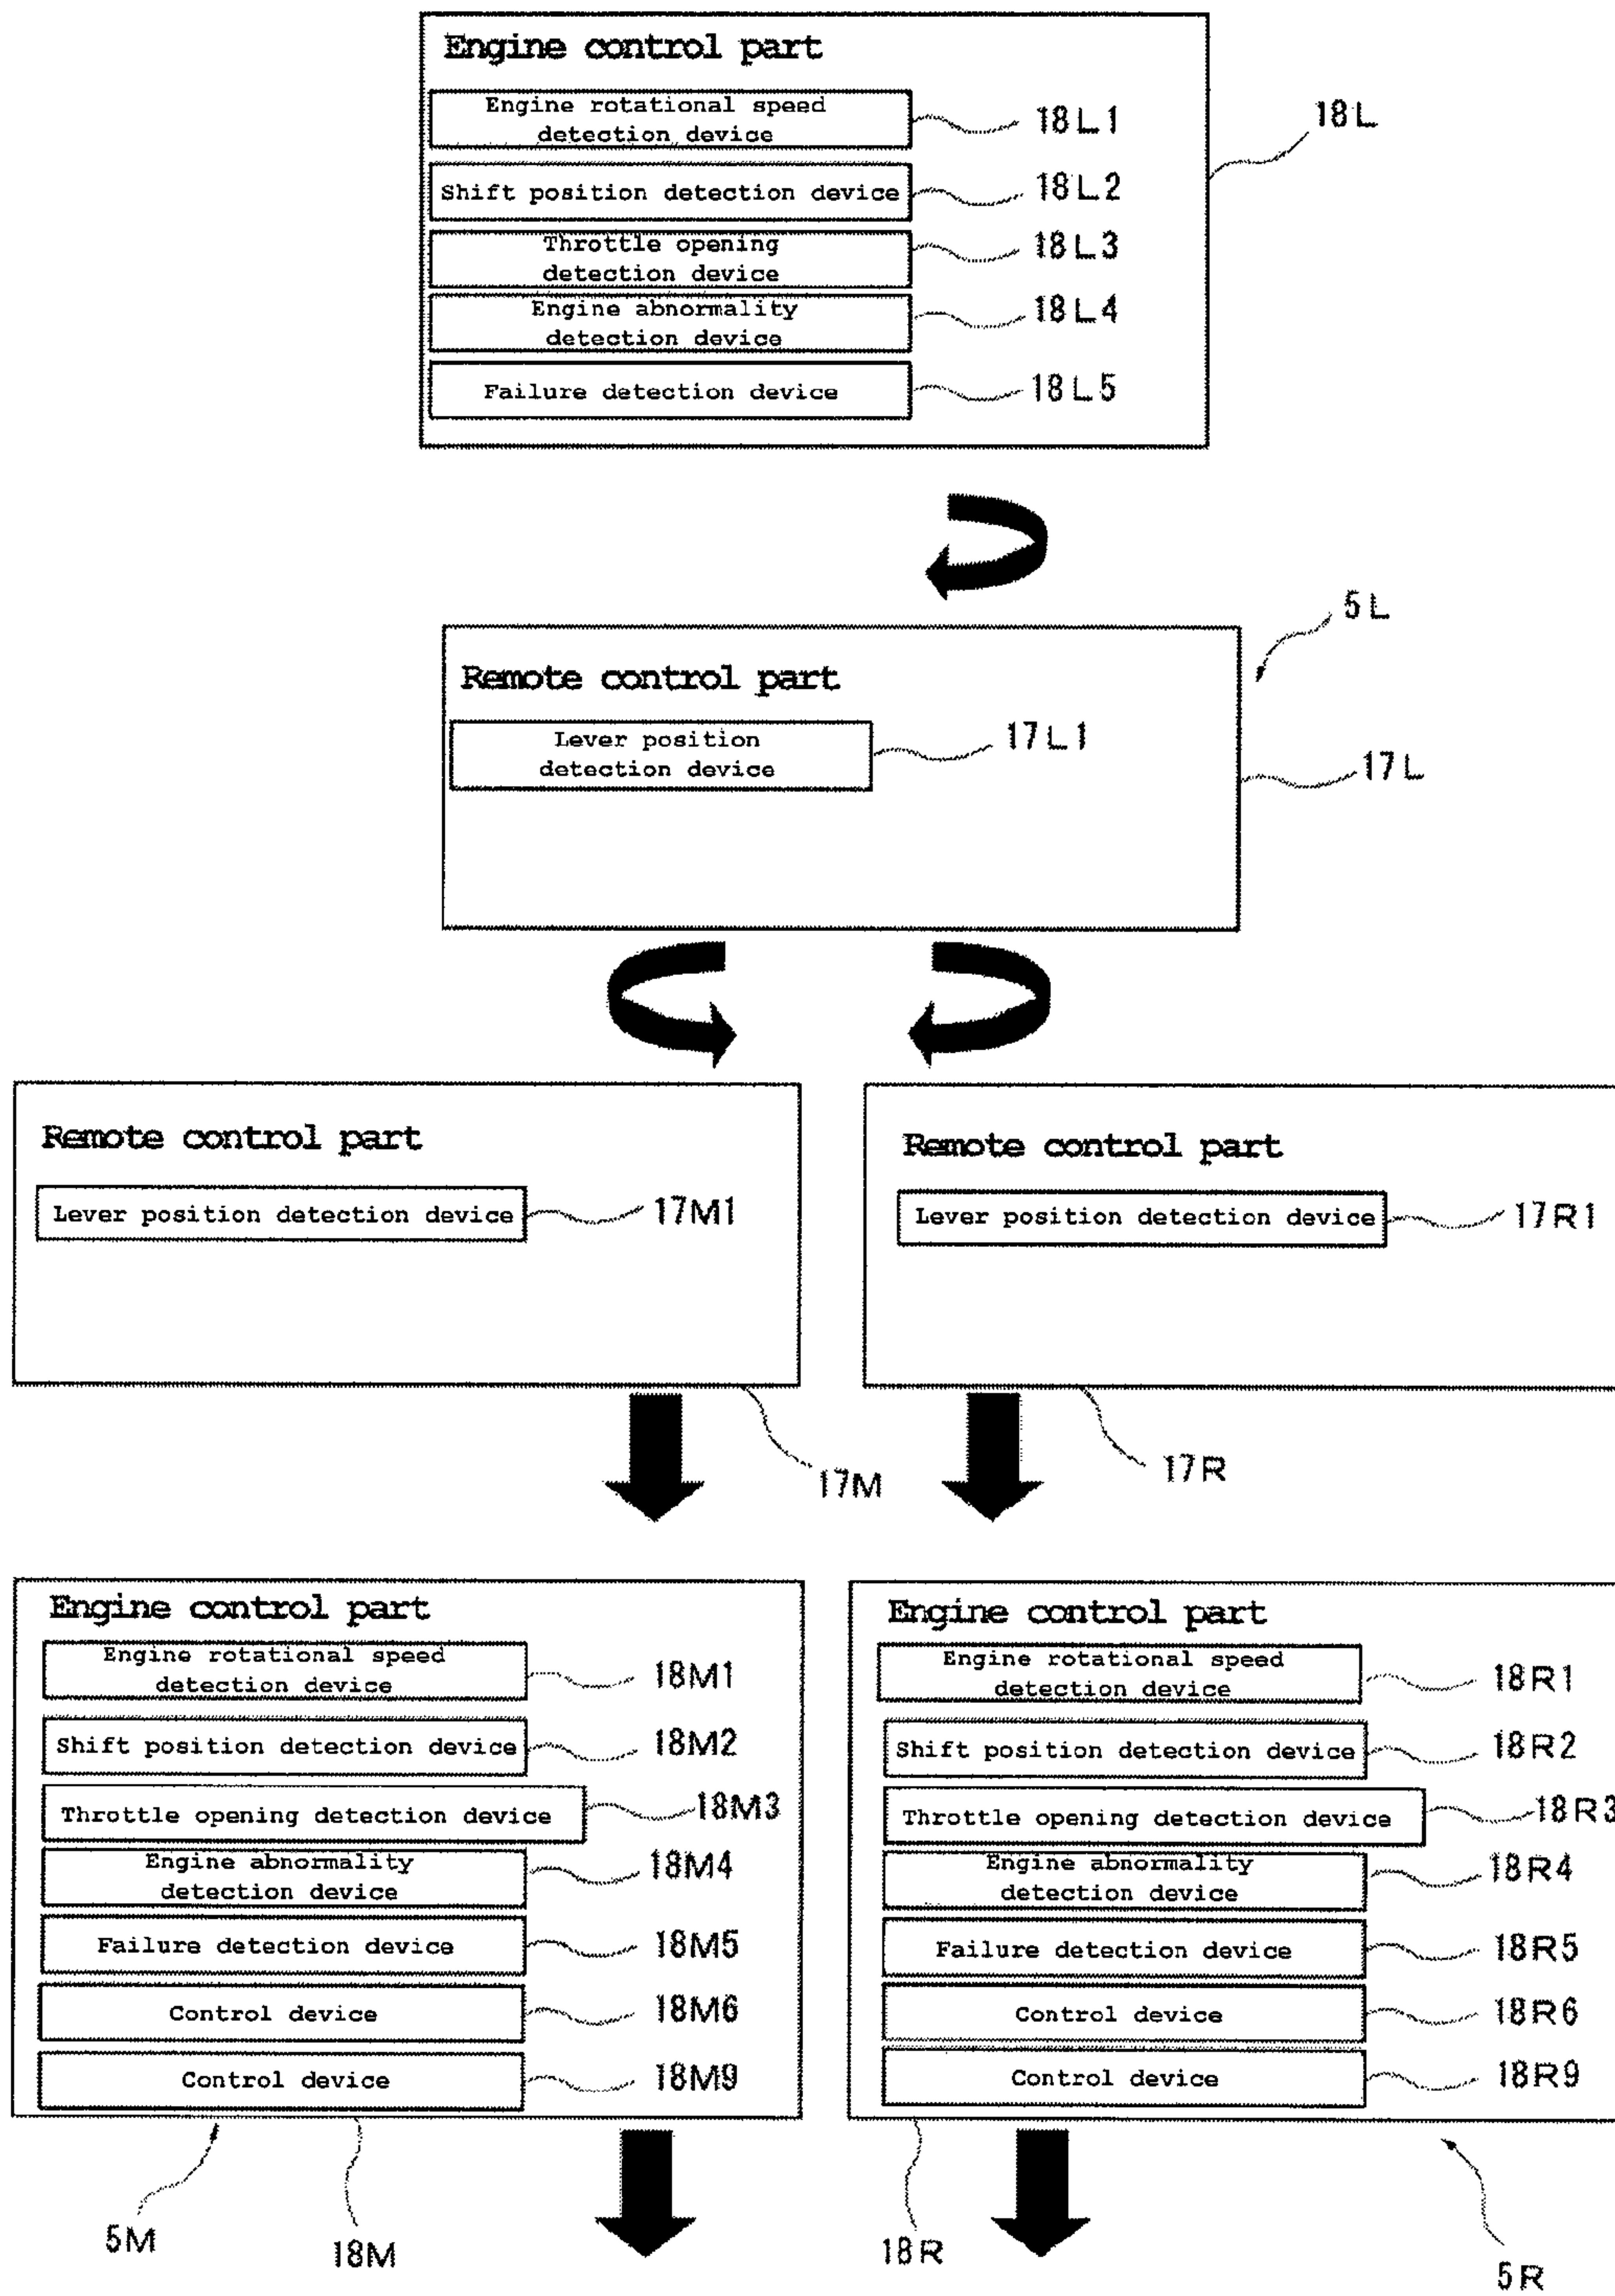 Engine control part
Engine rotational speed
detection device
18L1
18L
Shift position detection device
18L2
Throttle opening
detection device
18L3
Engine abnormality
detection device
18L4
Failure detection device
18L5
5L
Remote control part
Lever position
detection device
17L1
17L
Remote control part
Lever position detection device
17M1
17M
Remote control part
Lever position detection device
17R1
17R
Engine control part
Engine rotational speed
detection device
18M1
Shift position detection device
18M2
Throttle opening detection device
18M3
Engine abnormality
detection device
18M4
Failure detection device
18M5
Control device
18M6
Control device
18M9
5M
18M
Engine control part
Engine rotational speed
detection device
18R1
Shift position detection device
18R2
Throttle opening detection device
18R3
Engine abnormality
detection device
18R4
Failure detection device
18R5
Control device
18R6
Control device
18R9
18R
5R